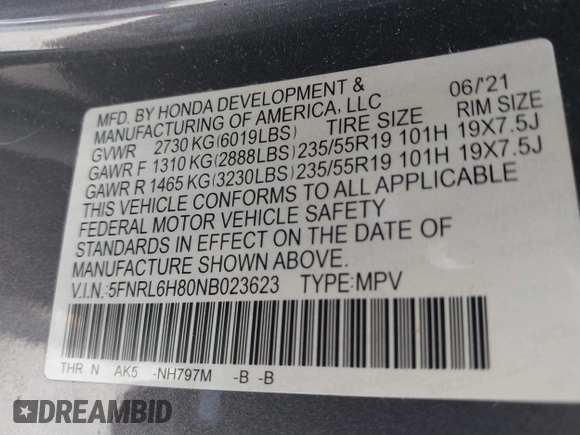 MFD. BY HONDA DEVELOPMENT & 06/'21
MANUFACTURING OF AMERICA, LLC
GVWR 2730 KG(6019LBS) TIRE SIZE RIM SIZE
GAWR F 1310 KG(2888LBS)235/55R19 101H 19X7.5J
GAWR R 1465 KG(3230LBS)235/55R19 101H 19X7.5J
THIS VEHICLE CONFORMS TO ALL APPLICABLE
FEDERAL MOTOR VEHICLE SAFETY
STANDARDS IN EFFECT ON THE DATE OF
MANUFACTURE SHOWN ABOVE.
V.I.N.:5FNRL6H80NB023623 TYPE:MPV
THR N AK5 -NH797M -B -B
DREAMBID